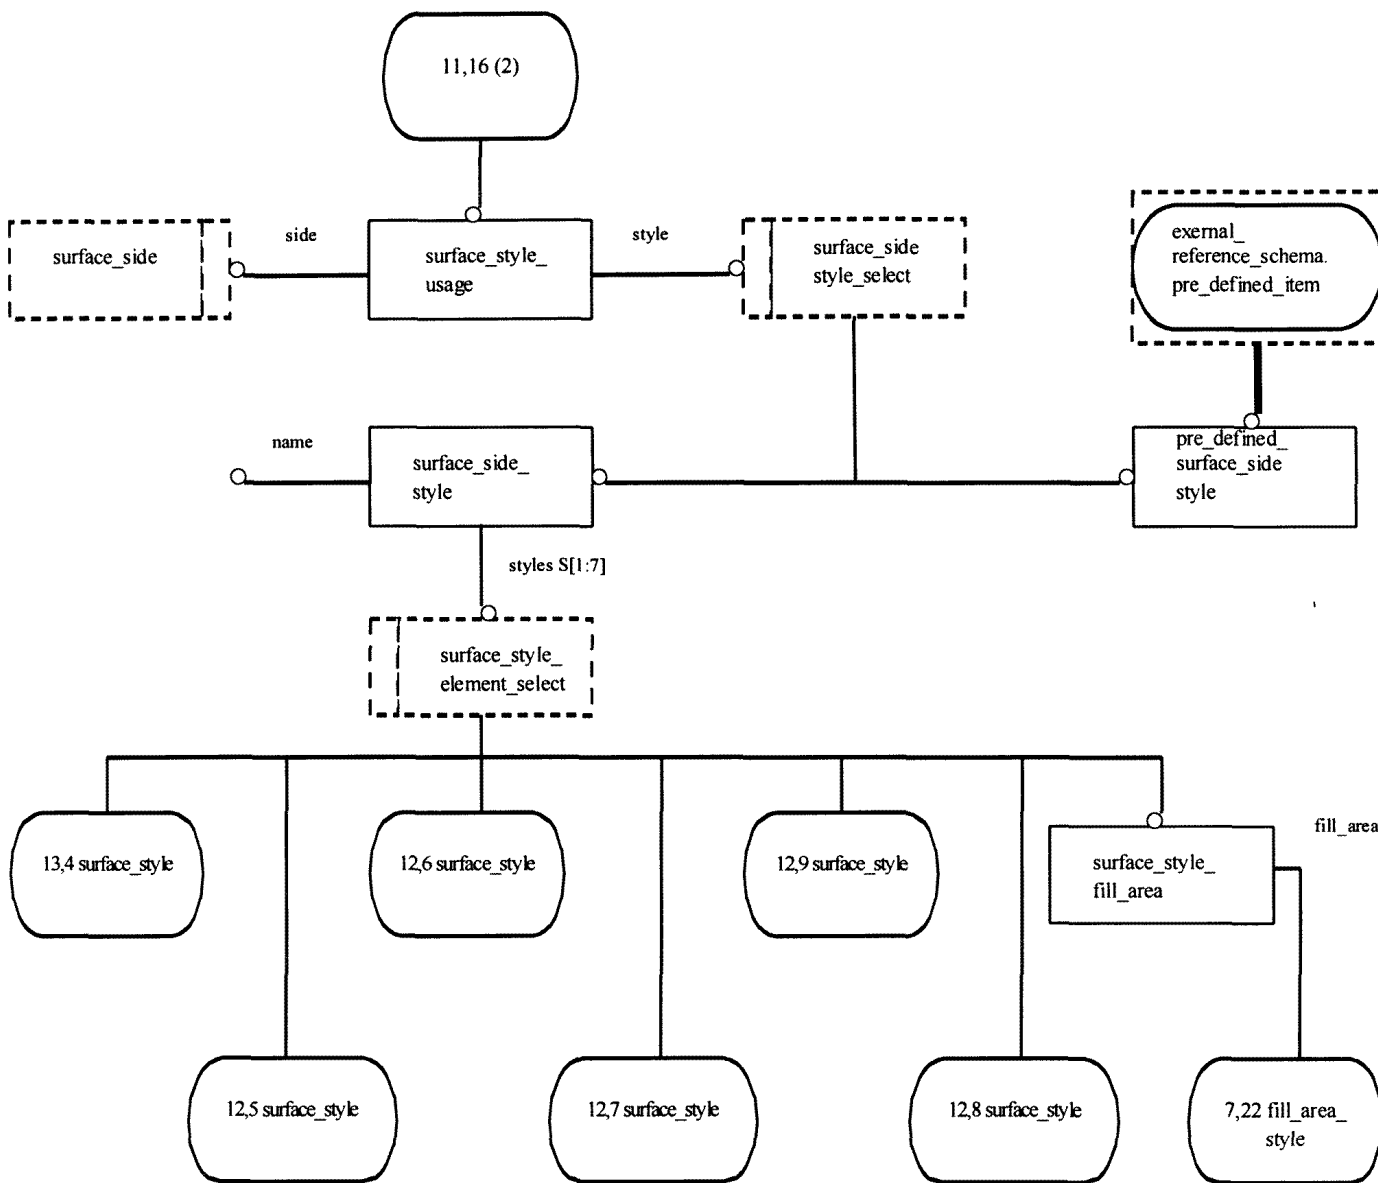 11,16 (2)
side
style
surface_side
surface_style_
usage
surface_side
style_select
exernal_
reference_schema.
pre_defined_item
name
surface_side_
style
pre_defined_
surface_side
style
styles S[1:7]
surface_style_
element_select
13,4 surface_style
12,6 surface_style
12,9 surface_style
surface_style_
fill_area
fill_area
12,5 surface_style
12,7 surface_style
12,8 surface_style
7,22 fill_area_
style